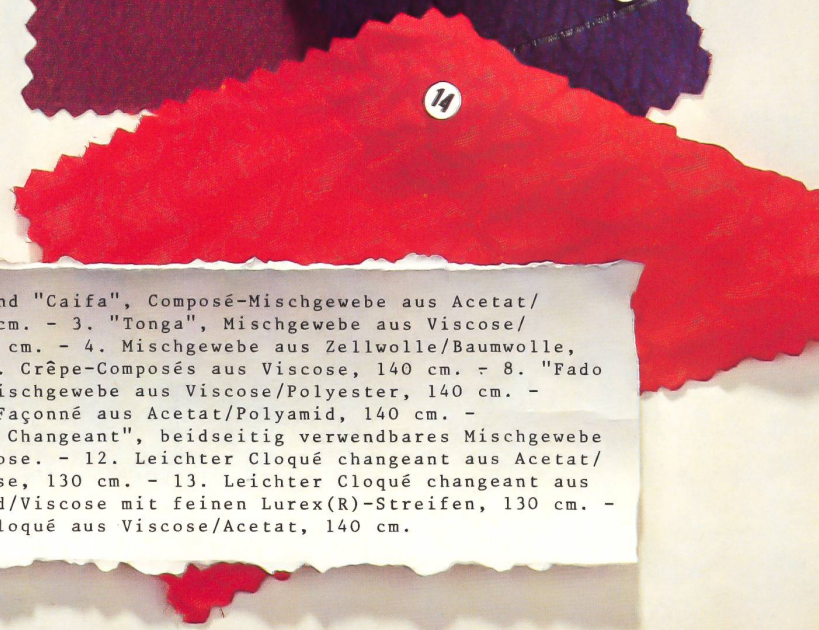 14
nd "Caifa", Composé-Mischgewebe aus Acetat/
cm. - 3. "Tonga", Mischgewebe aus Viscose/
cm. - 4. Mischgewebe aus Zellwolle/Baumwolle,
. Crêpe-Composés aus Viscose, 140 cm. - 8. "Fado
ischgewebe aus Viscose/Polyester, 140 cm. -
Façonné aus Acetat/Polyamid, 140 cm. -
Changeant", beidseitig verwendbares Mischgewebe
ose. - 12. Leichter Cloqué changeant aus Acetat/
se, 130 cm. - 13. Leichter Cloqué changeant aus
d/Viscose mit feinen Lurex(R)-Streifen, 130 cm. -
loqué aus Viscose/Acetat, 140 cm.